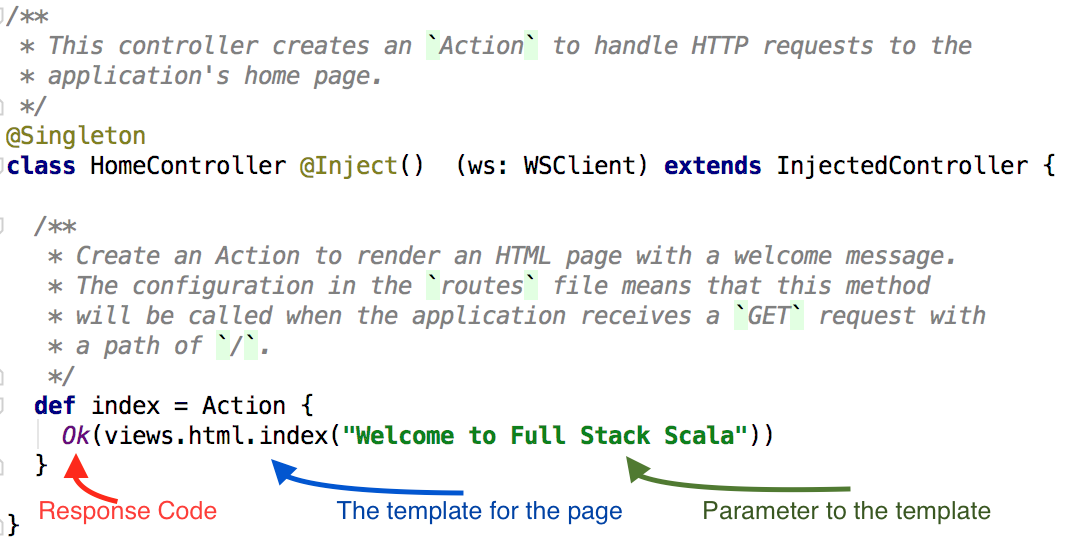 /**
 * This controller creates an `Action` to handle HTTP requests to the
 * application's home page.
 */
@Singleton
class HomeController @Inject()  (ws: WSClient) extends InjectedController {
  /**
   * Create an Action to render an HTML page with a welcome message.
   * The configuration in the `routes` file means that this method
   * will be called when the application receives a `GET` request with
   * a path of `/`.
   */
  def index = Action {
    Ok(views.html.index("Welcome to Full Stack Scala"))
  }
Response Code
The template for the page
Parameter to the template
}